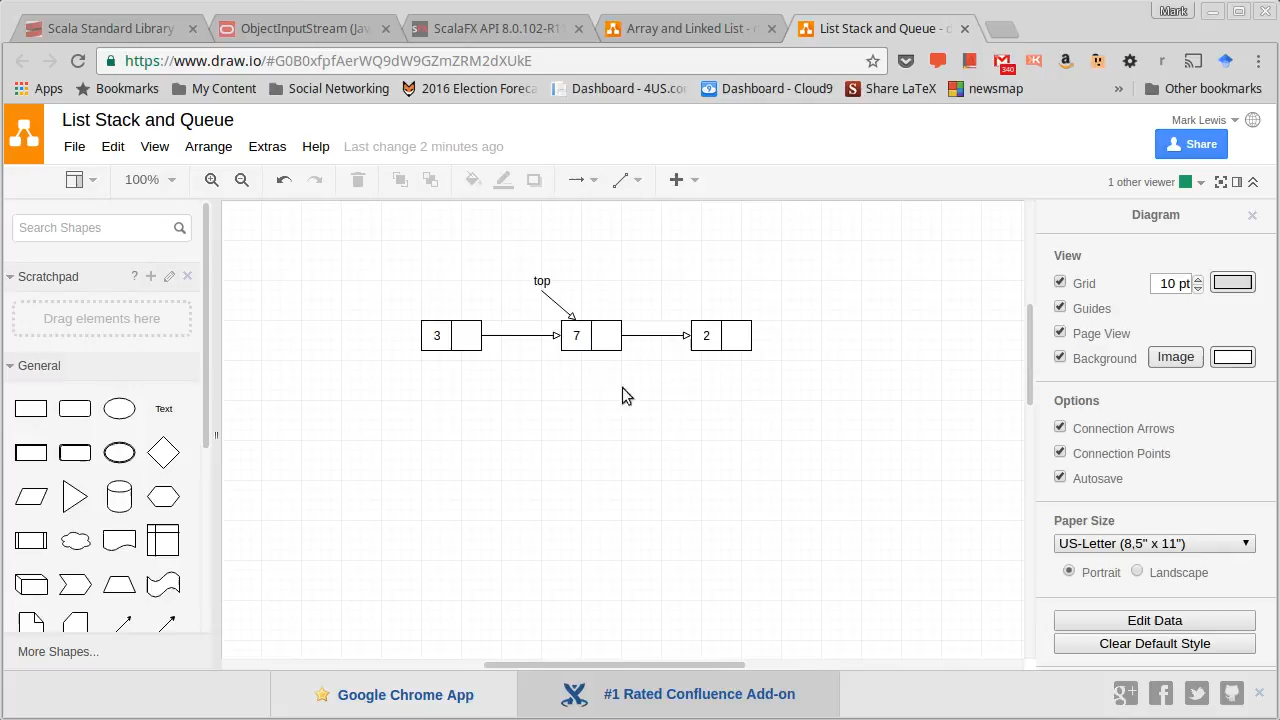 Mark
Scala Standard Library
ObjectInputStream (Jav
ScalaFX API 8.0.102-R1
Array and Linked List -
List Stack and Queue -
https://www.draw.io/#G0B0xfpfAerWQ9dW9GZmZRM2dXUkE
340
r
Apps
Bookmarks
My Content
Social Networking
2016 Election Foreca
Dashboard - 4US.co
Dashboard - Cloud9
Share LaTeX
newsmap
»
Other bookmarks
List Stack and Queue
Mark Lewis
File Edit View Arrange Extras Help Last change 2 minutes ago
Share
100%
1 other viewer
Search Shapes
Diagram
Scratchpad ?
Drag elements here
General
Text
More Shapes...
top
3 7 2
View
Grid 10 pt
Guides
Page View
Background Image
Options
Connection Arrows
Connection Points
Autosave
Paper Size
US-Letter (8,5" x 11")
Portrait Landscape
Edit Data
Clear Default Style
Google Chrome App
#1 Rated Confluence Add-on
g+